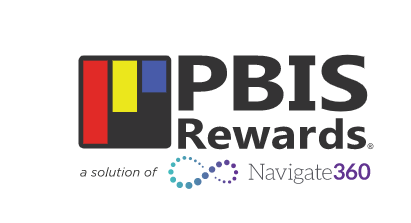 PBIS
Rewards®
a solution of Navigate360